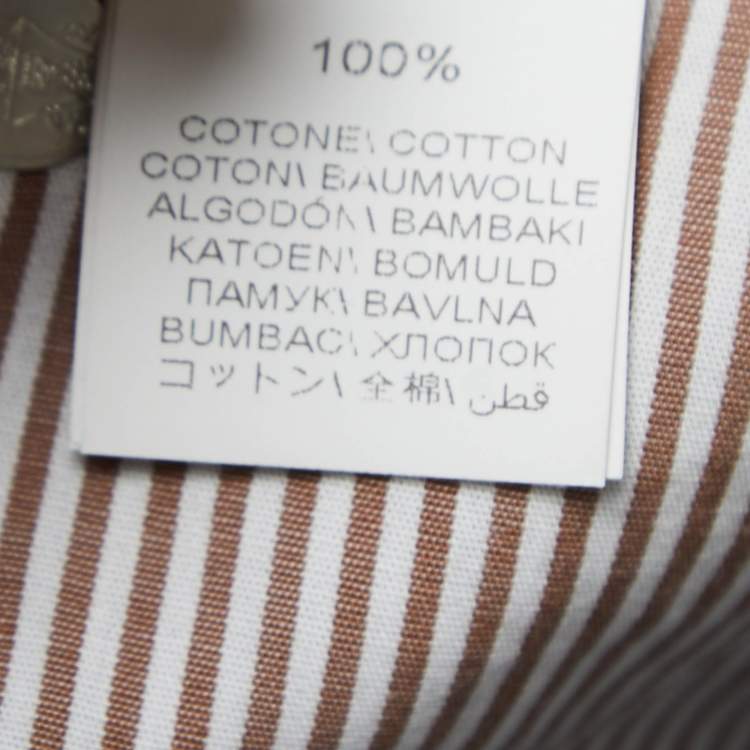 100%
COTONE\ COTTON
COTON\ BAUMWOLLE
ALGODÓN\ BAMBAKI
KATOEN\ BOMULD
ПАМУК\ BAVLNA
BUMBAC\ ХЛОПОК
コットン\ 全棉\ قطن